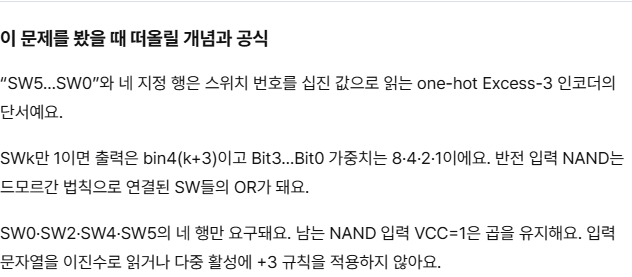 이 문제를 봤을 때 떠올릴 개념과 공식
“SW5...SW0”와 네 지정 행은 스위치 번호를 십진 값으로 읽는 one-hot Excess-3 인코더의
단서예요.
SWk만 1이면 출력은 bin4(k+3)이고 Bit3...Bit0 가중치는 8·4·2·1이에요. 반전 입력 NAND는
드모르간 법칙으로 연결된 SW들의 OR가 돼요.
SW0·SW2·SW4·SW5의 네 행만 요구돼요. 남는 NAND 입력 VCC=1은 곱을 유지해요. 입력
문자열을 이진수로 읽거나 다중 활성에 +3 규칙을 적용하지 않아요.